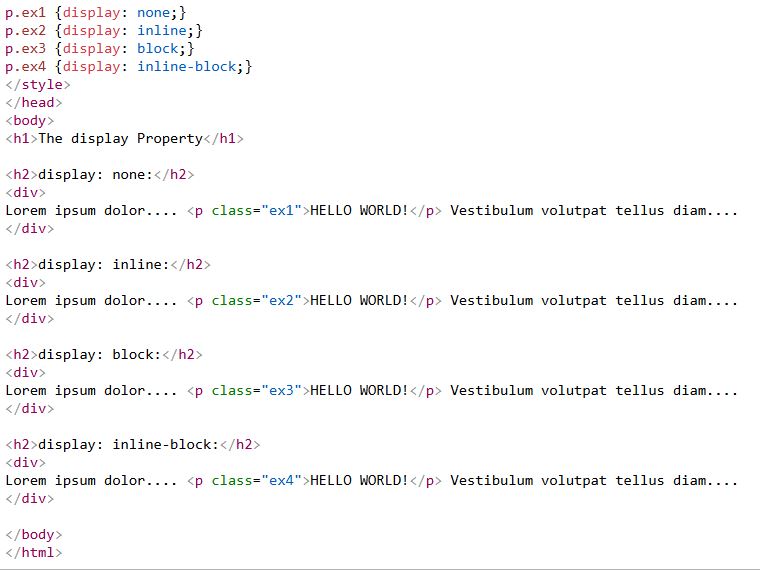 p.ex1 {display: none;}
p.ex2 {display: inline;}
p.ex3 {display: block;}
p.ex4 {display: inline-block;}
</style>
</head>
<body>
<h1>The display Property</h1>
<h2>display: none:</h2>
<div>
Lorem ipsum dolor.... <p class="ex1">HELLO WORLD!</p> Vestibulum volutpat tellus diam....
</div>
<h2>display: inline:</h2>
<div>
Lorem ipsum dolor.... <p class="ex2">HELLO WORLD!</p> Vestibulum volutpat tellus diam....
</div>
<h2>display: block:</h2>
<div>
Lorem ipsum dolor.... <p class="ex3">HELLO WORLD!</p> Vestibulum volutpat tellus diam....
</div>
<h2>display: inline-block:</h2>
<div>
Lorem ipsum dolor.... <p class="ex4">HELLO WORLD!</p> Vestibulum volutpat tellus diam....
</div>
</body>
</html>